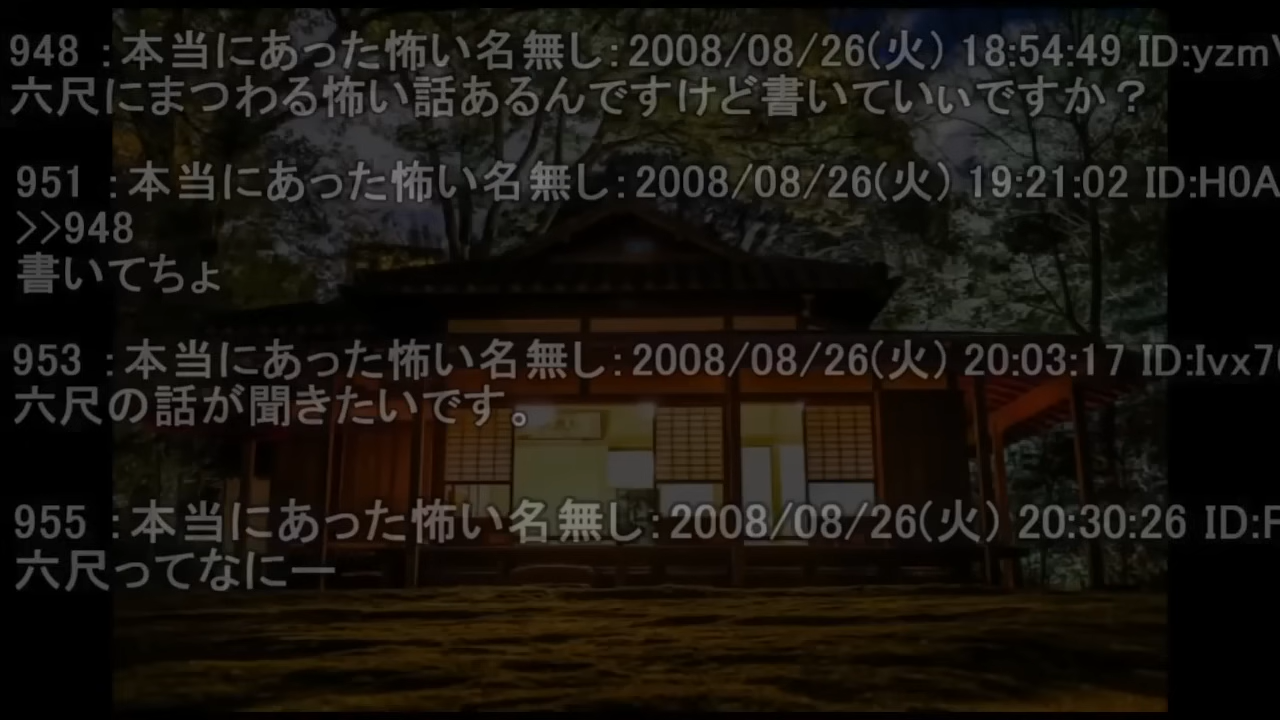 948 :本当にあった怖い名無し:2008/08/26(火) 18:54:49 ID:yzm
六尺にまつわる怖い話あるんですけど書いていいですか？
951 :本当にあった怖い名無し:2008/08/26(火) 19:21:02 ID:H0A
>>948
書いてちょ
953 :本当にあった怖い名無し:2008/08/26(火) 20:03:17 ID:Ivx7
六尺の話が聞きたいです。
955 :本当にあった怖い名無し:2008/08/26(火) 20:30:26 ID:F
六尺ってなにー